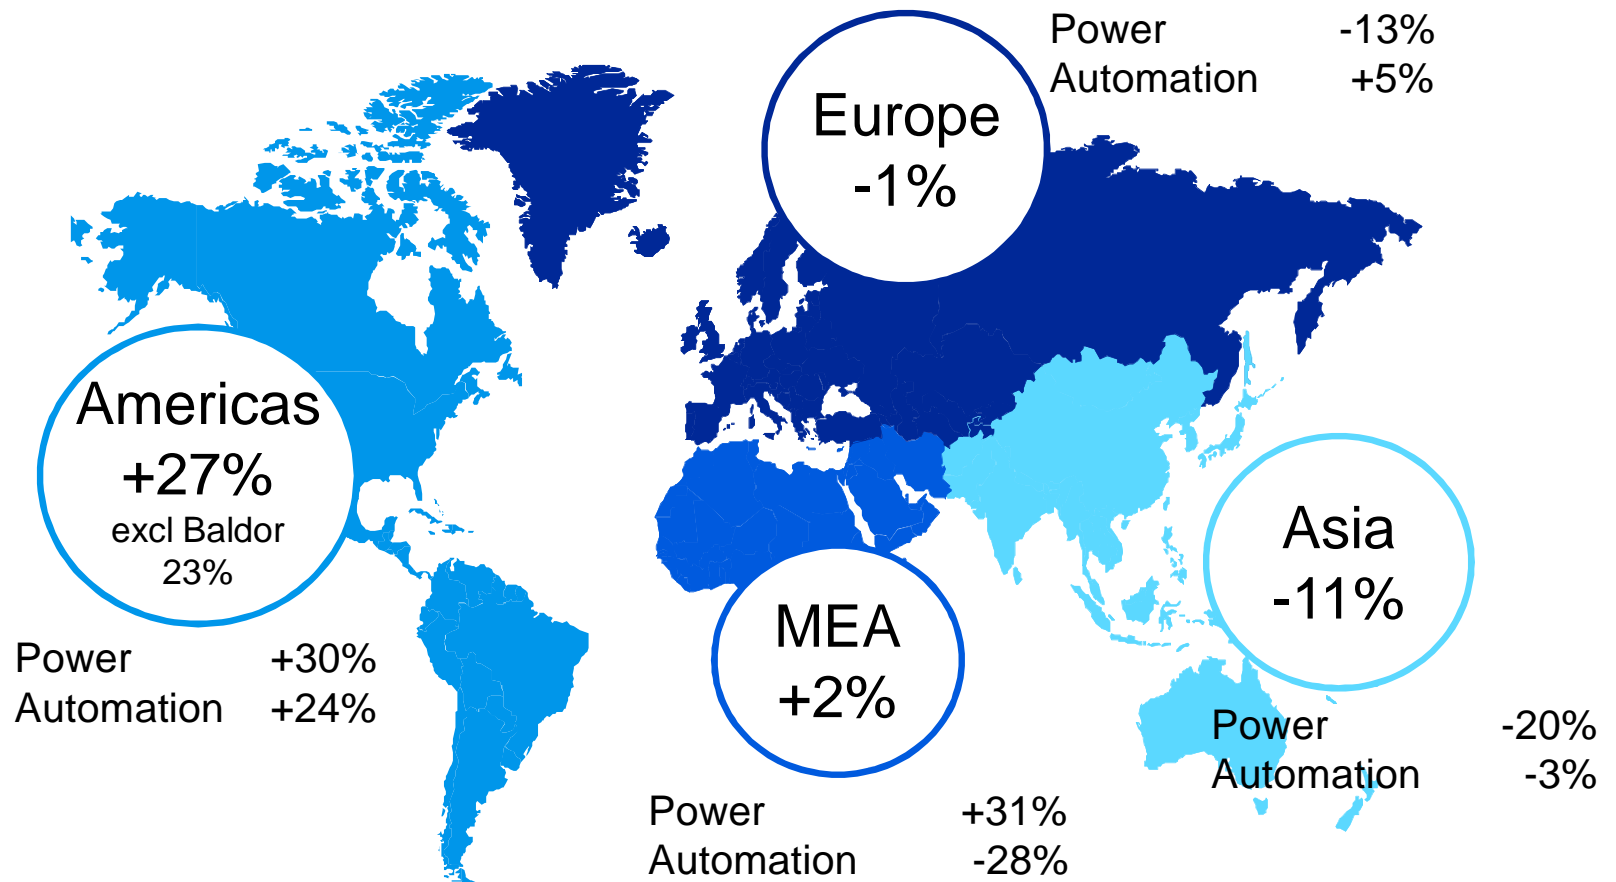 Power -13%
Automation +5%
Europe
-1%
Americas
+27%
excl Baldor
23%
Power +30%
Automation +24%
MEA
+2%
Power +31%
Automation -28%
Asia
-11%
Power -20%
Automation -3%